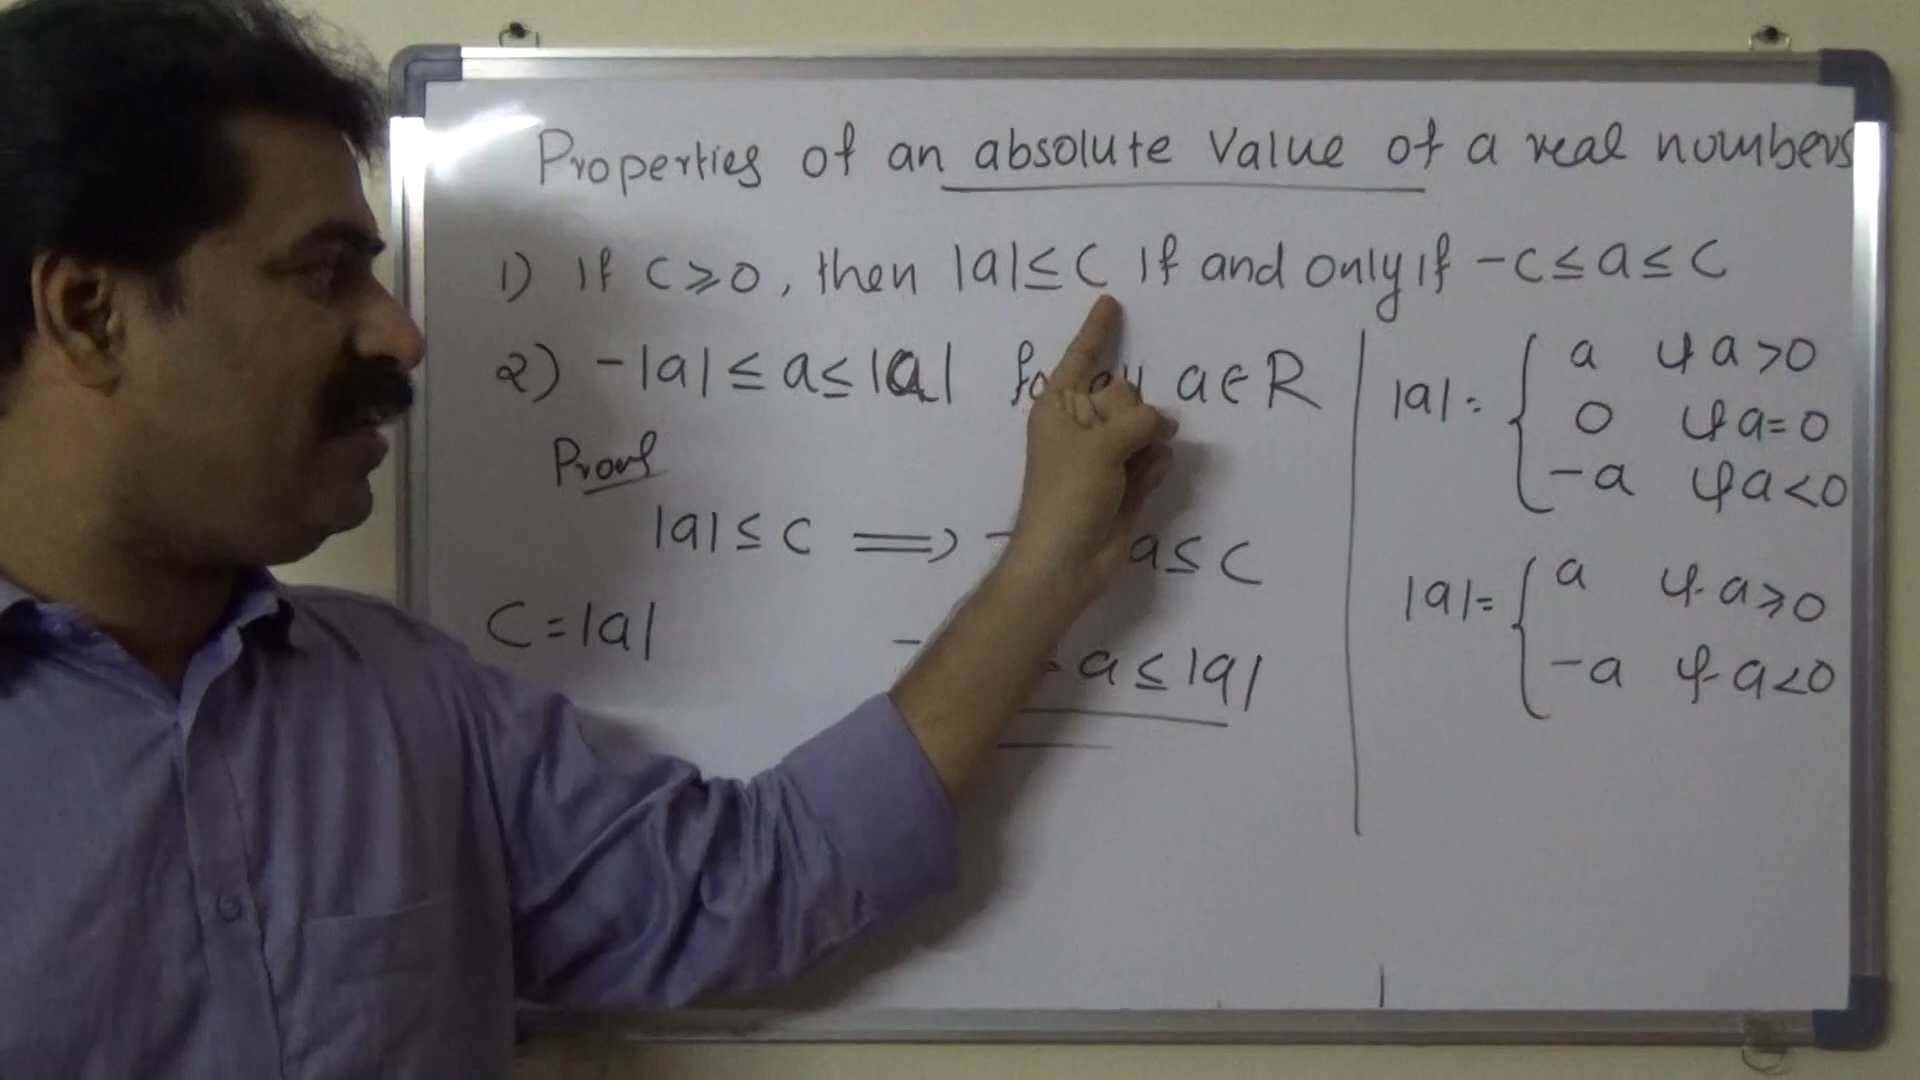 Properties of an absolute value of a real numbers
1) If C ≥ 0, then |a| ≤ C If and only if -C ≤ a ≤ C
2) -|a| ≤ a ≤ |a| a ∈ R
Proof
|a| ≤ C ⟹ - a ≤ C
C = |a|
- a ≤ |a|
|a| = { a if a > 0
0 if a = 0
-a if a < 0
|a| = { a if a ≥ 0
-a if a < 0